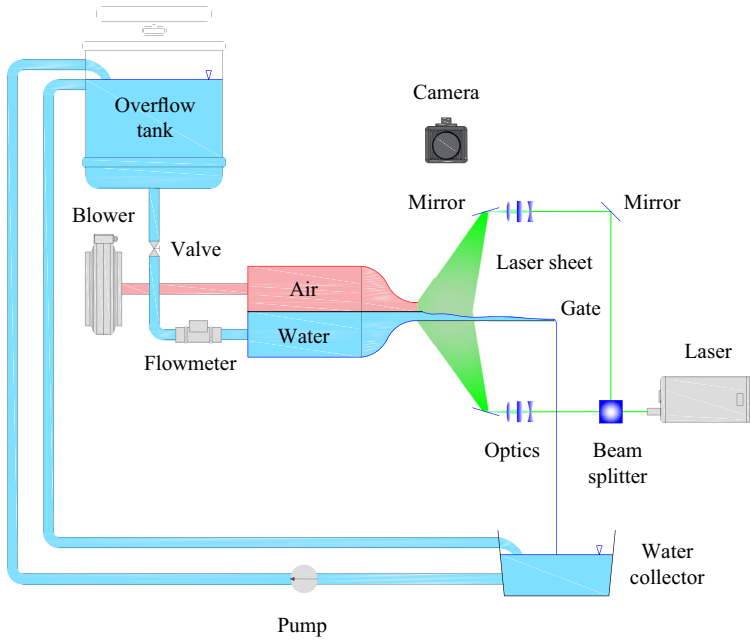 Overflow
tank
Camera
Blower
Mirror
Mirror
Valve
Laser sheet
Air
Gate
Water
Flowmeter
Laser
Optics
Beam
splitter
Water
collector
Pump